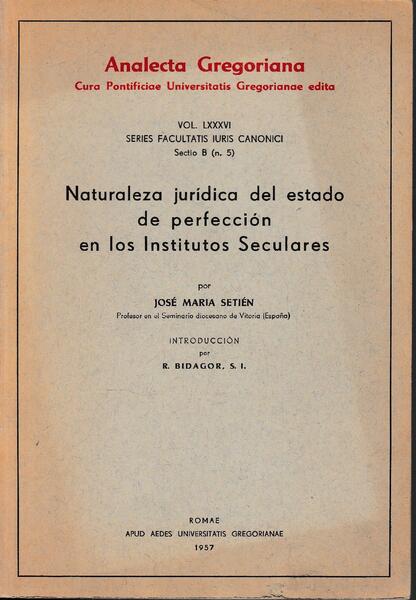 Analecta Gregoriana
Cura Pontificiae Universitatis Gregorianae edita
VOL. LXXXVI
SERIES FACULTATIS IURIS CANONICI
Sectio B (n. 5)
Naturaleza jurídica del estado
de perfección
en los Institutos Seculares
por
JOSÉ MARIA SETIÉN
Profesor en el Seminario diocesano de Vitoria (España)
INTRODUCCIÓN
por
R. BIDAGOR, S. I.
ROMAE
APUD AEDES UNIVERSITATIS GREGORIANAE
1957